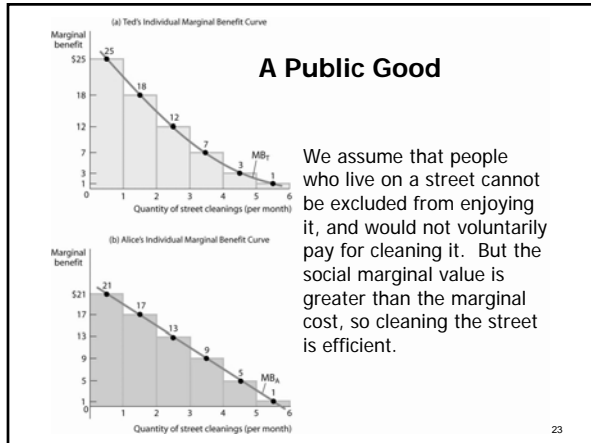 (a) Ted's Individual Marginal Benefit Curve
Marginal
benefit
$25
18
12
7
3
1
0
25
18
12
7
3
1
MB_T
1 2 3 4 5 6
Quantity of street cleanings (per month)
(b) Alice's Individual Marginal Benefit Curve
Marginal
benefit
$21
17
13
9
5
1
0
21
17
13
9
5
1
MB_A
1 2 3 4 5 6
Quantity of street cleanings (per month)
A Public Good
We assume that people
who live on a street cannot
be excluded from enjoying
it, and would not voluntarily
pay for cleaning it. But the
social marginal value is
greater than the marginal
cost, so cleaning the street
is efficient.
23